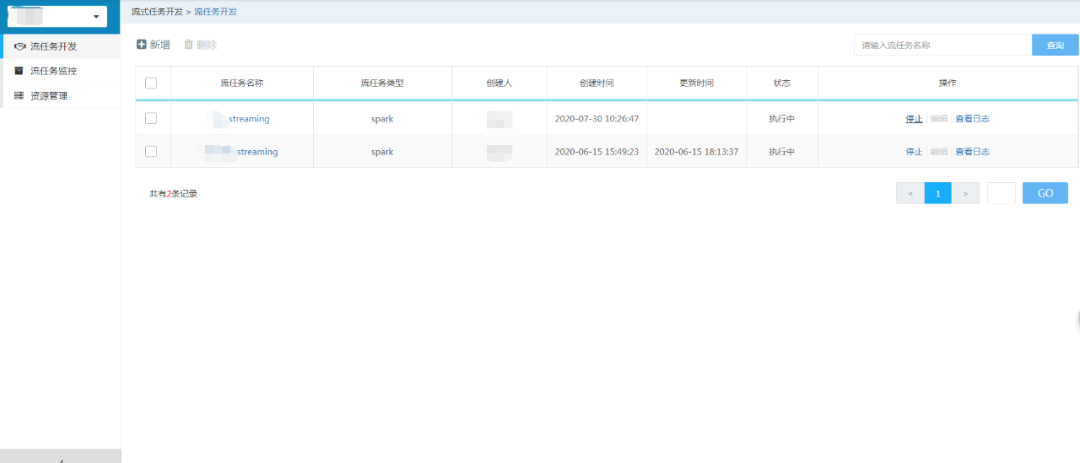 流式任务开发 > 流任务开发
流任务开发
流任务监控
资源管理
新增 删除
请输入流任务名称 查询
流任务名称 流任务类型 创建人 创建时间 更新时间 状态 操作
streaming spark 2020-07-30 10:26:47 执行中 停止 编辑 查看日志
streaming spark 2020-06-15 15:49:23 2020-06-15 18:13:37 执行中 停止 编辑 查看日志
共有2条记录
< 1 > GO